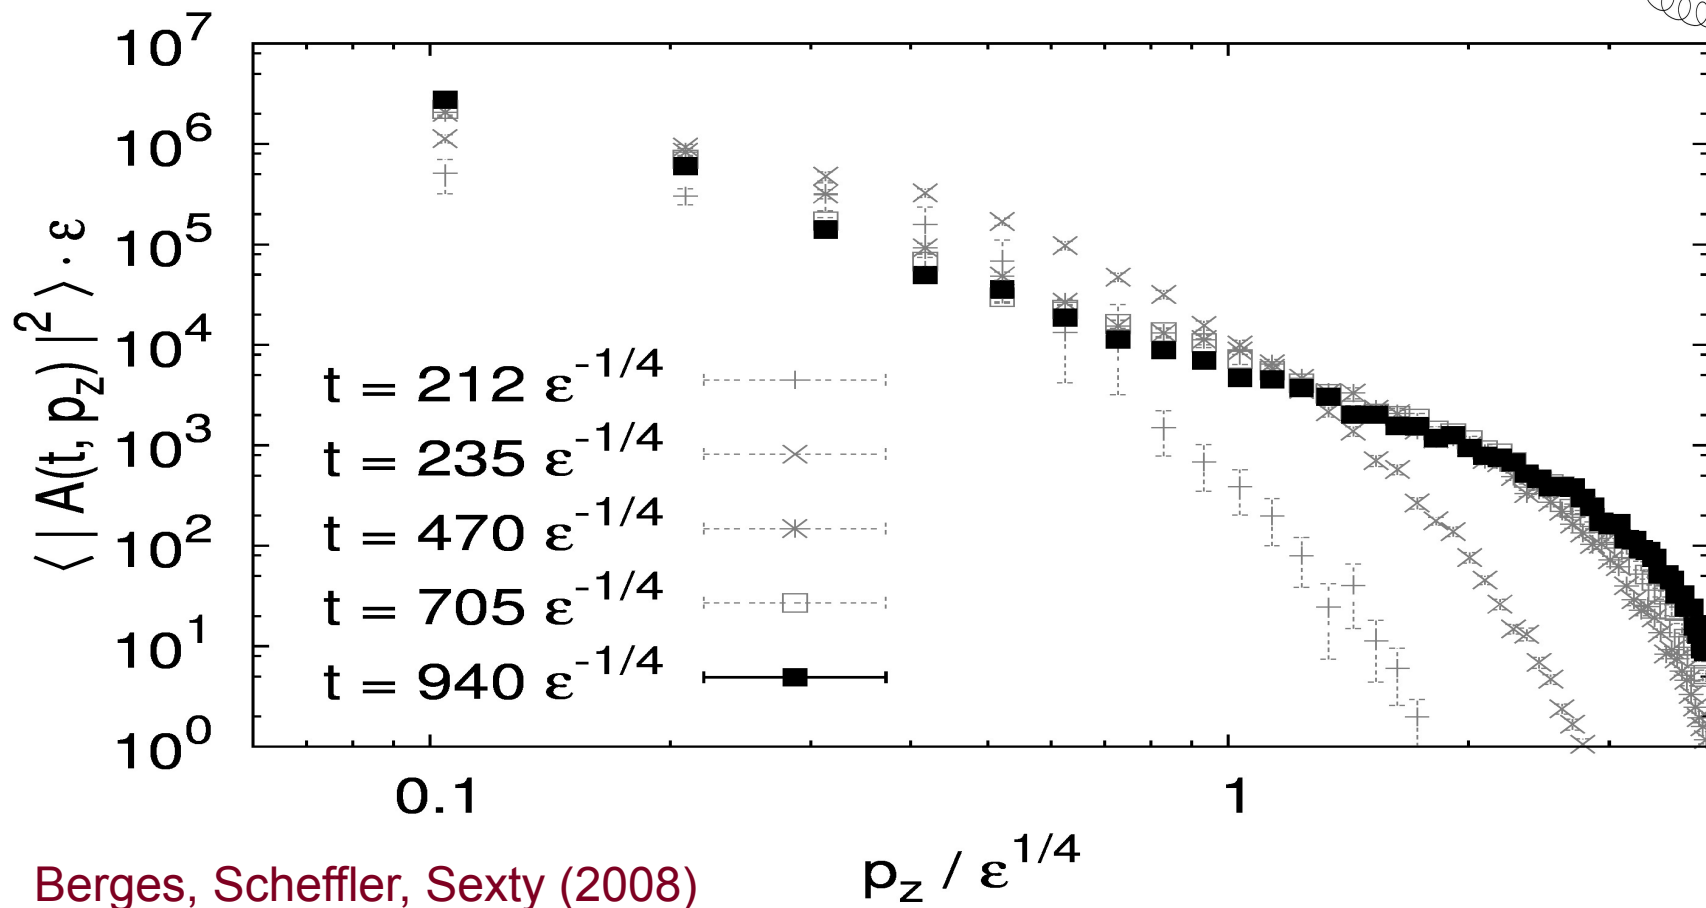 10^7
10^6
10^5
10^4
10^3
10^2
10^1
10^0
⟨ | A(t, p_z) |^2 ⟩ · ε
t = 212 ε^{-1/4}
t = 235 ε^{-1/4}
t = 470 ε^{-1/4}
t = 705 ε^{-1/4}
t = 940 ε^{-1/4}
0.1 1
p_z / ε^{1/4}
Berges, Scheffler, Sexty (2008)